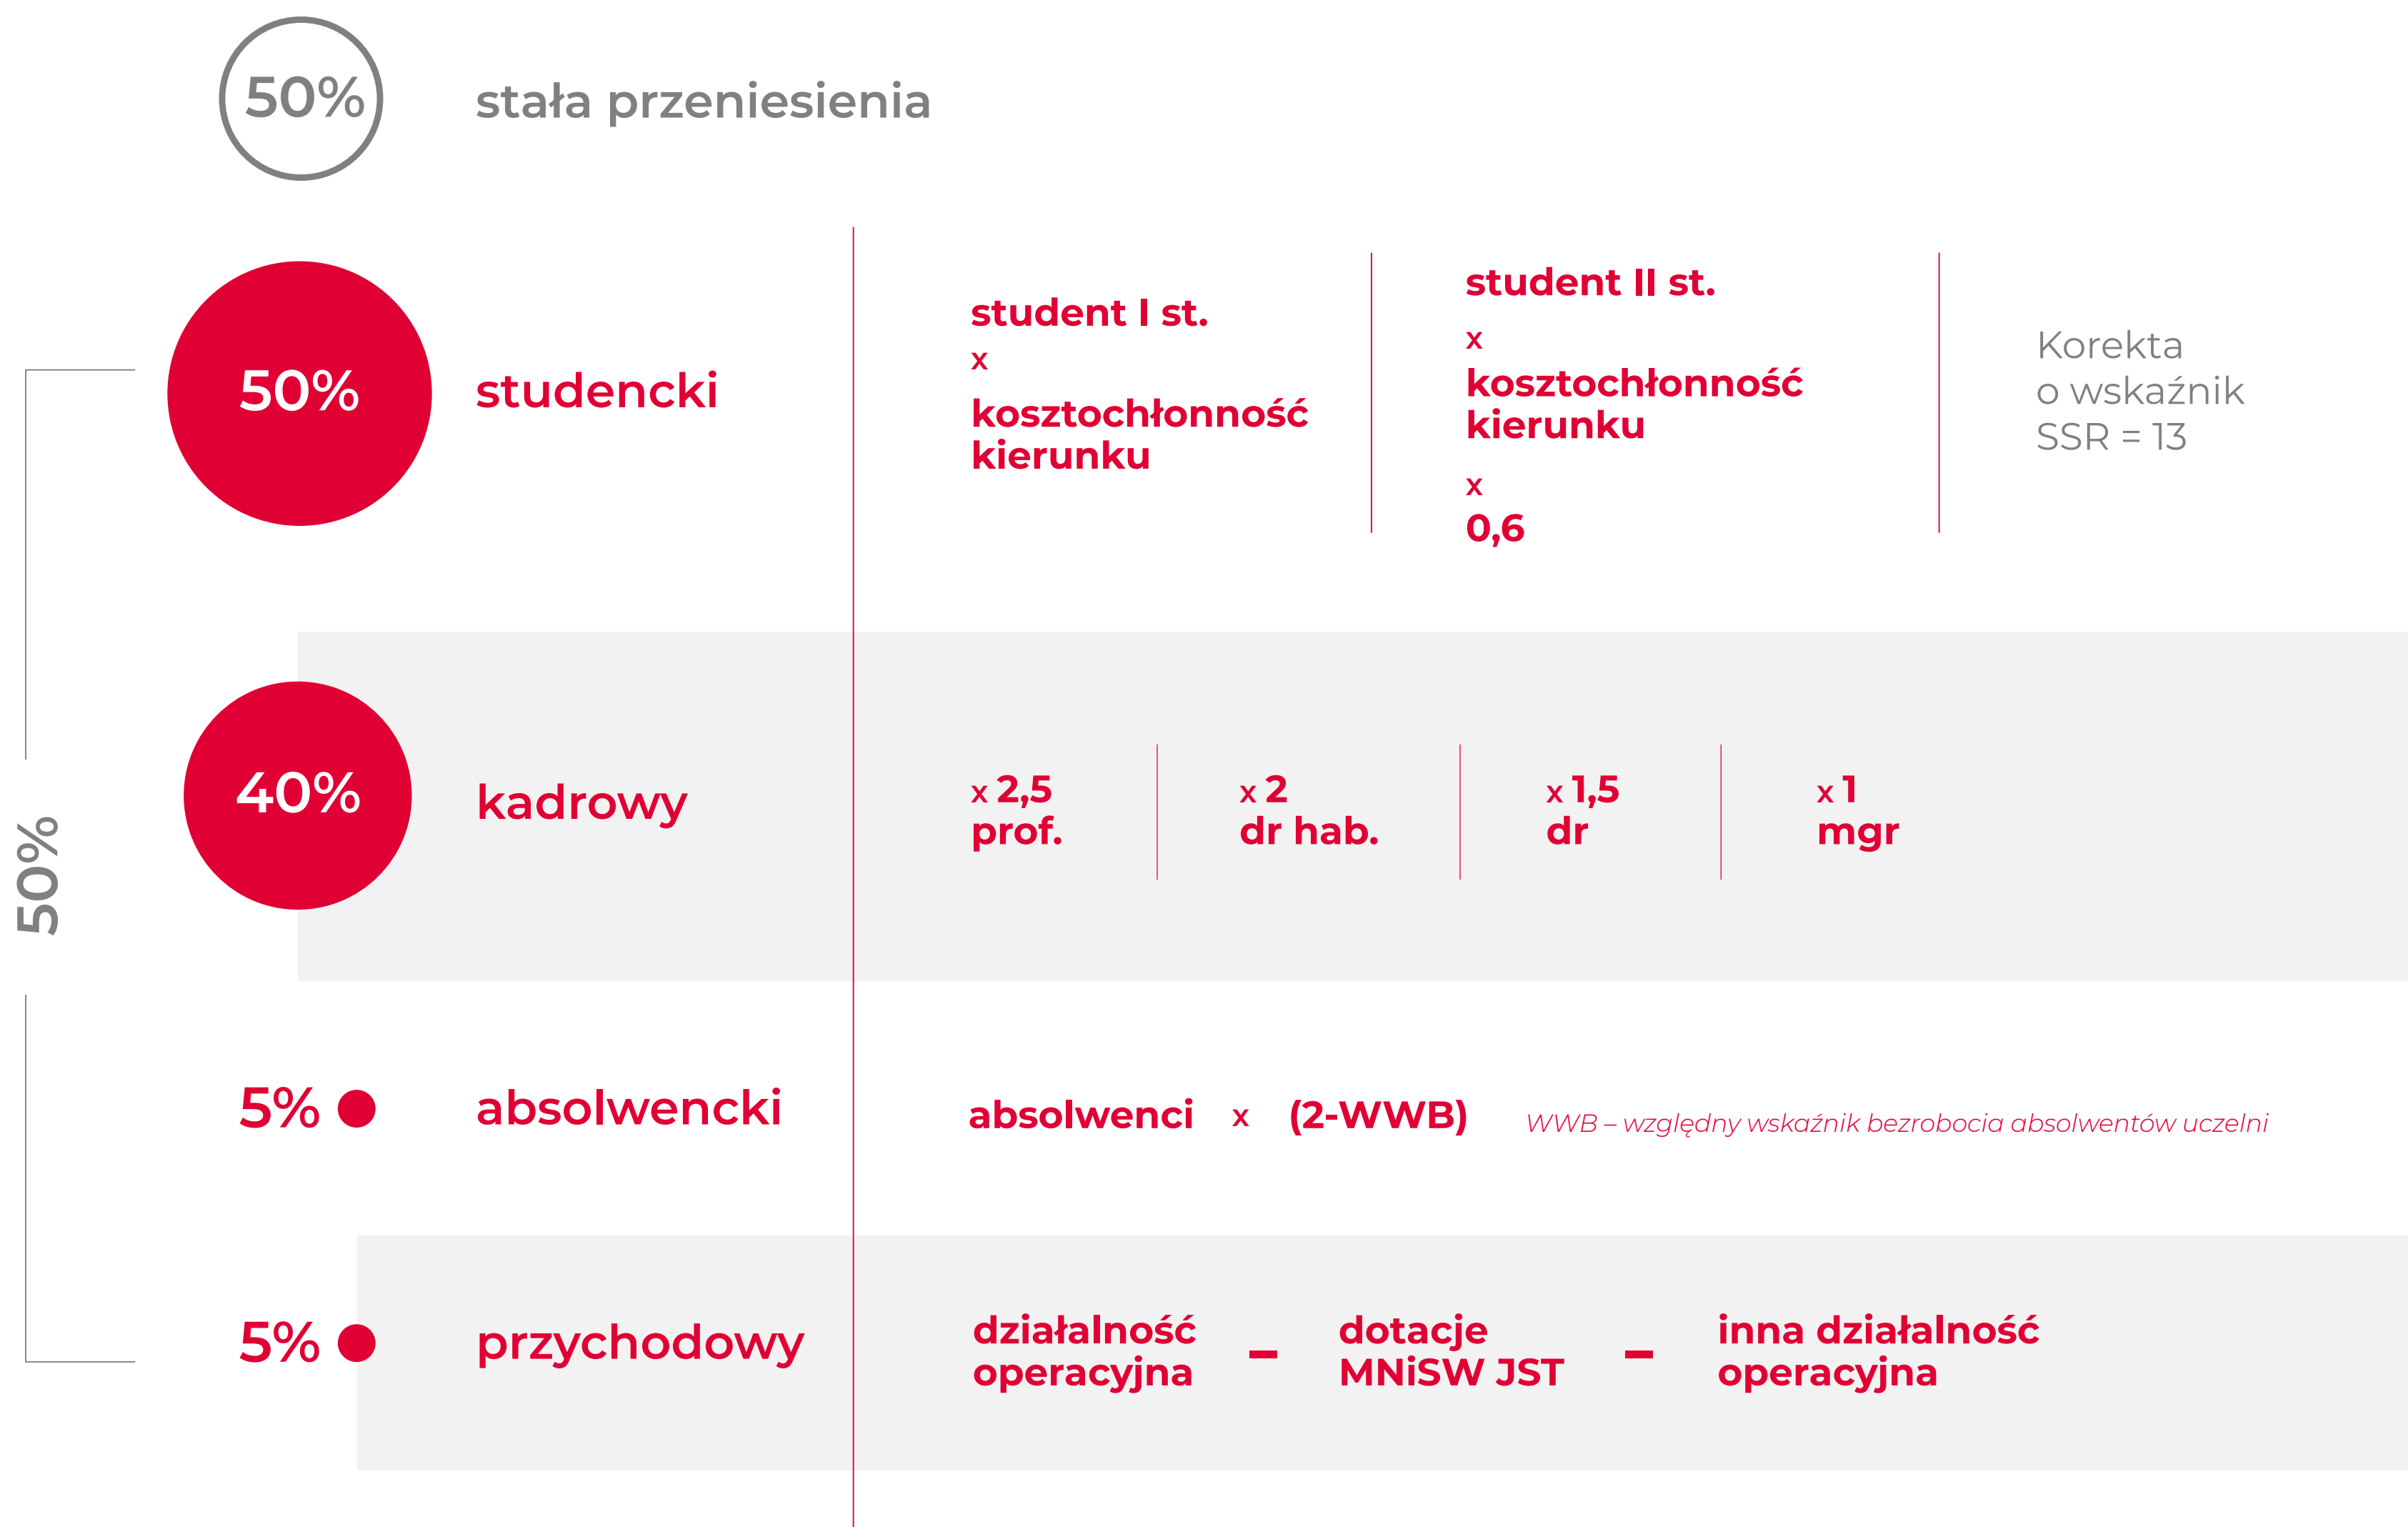 50%
stała przeniesienia
50%
50%
studencki
student I st.
x
kosztochłonność
kierunku
student II st.
x
kosztochłonność
kierunku
x
0,6
Korekta
o wskaźnik
SSR = 13
40%
kadrowy
x 2,5
prof.
x 2
dr hab.
x 1,5
dr
x 1
mgr
5%
absolwencki
absolwenci x (2-WWB)
WWB – względny wskaźnik bezrobocia absolwentów uczelni
5%
przychodowy
działalność
operacyjna
-
dotacje
MNiSW JST
-
inna działalność
operacyjna